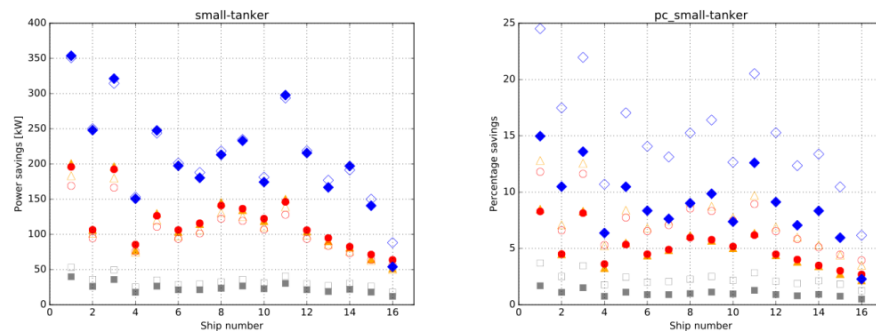 small-tanker
400
350
300
250
200
150
100
50
0
Power savings [kW]
0 2 4 6 8 10 12 14 16
Ship number
pc_small-tanker
25
20
15
10
5
0
Percentage savings
0 2 4 6 8 10 12 14 16
Ship number